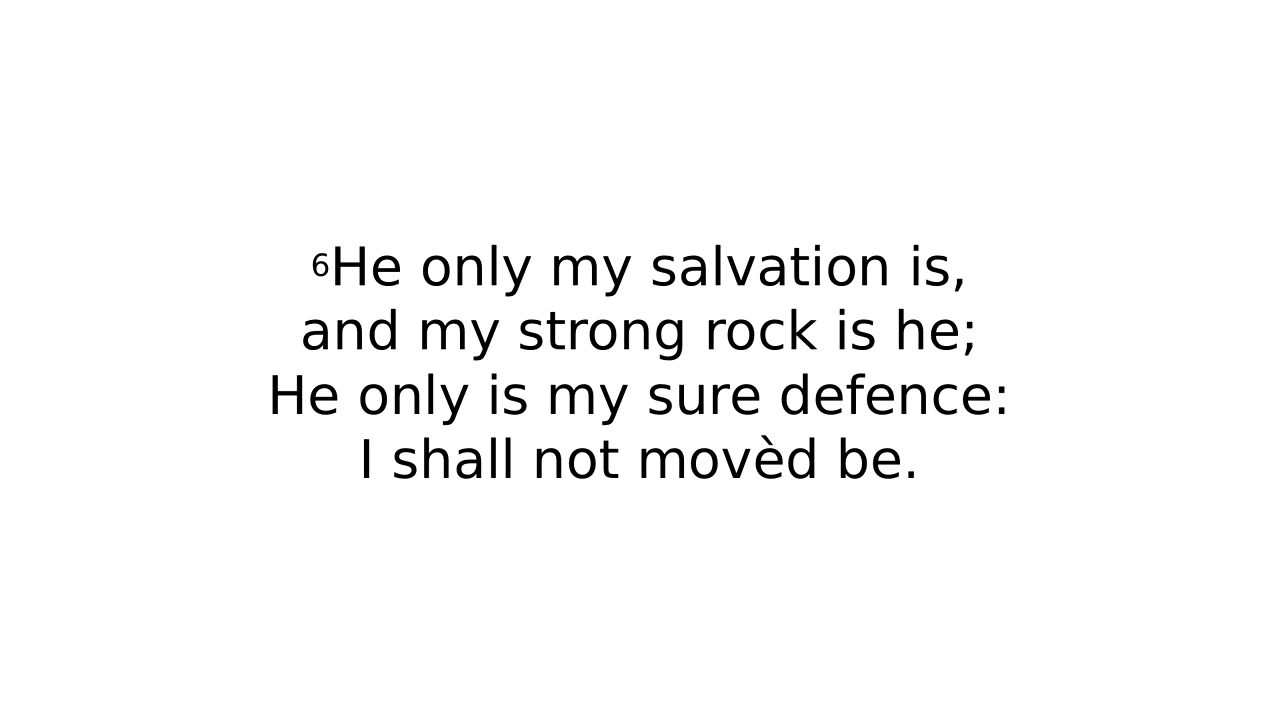 ⁶He only my salvation is,
and my strong rock is he;
He only is my sure defence:
I shall not movèd be.